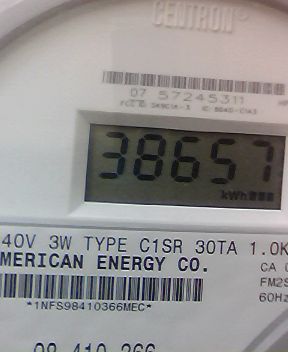 CENTRON®
07 57245311
38657
kWh
40V 3W TYPE C1SR 30TA 1.0K
MERICAN ENERGY CO.
CA 0
FM2S
60Hz
*1NFS98410366MEC*
98 410 366